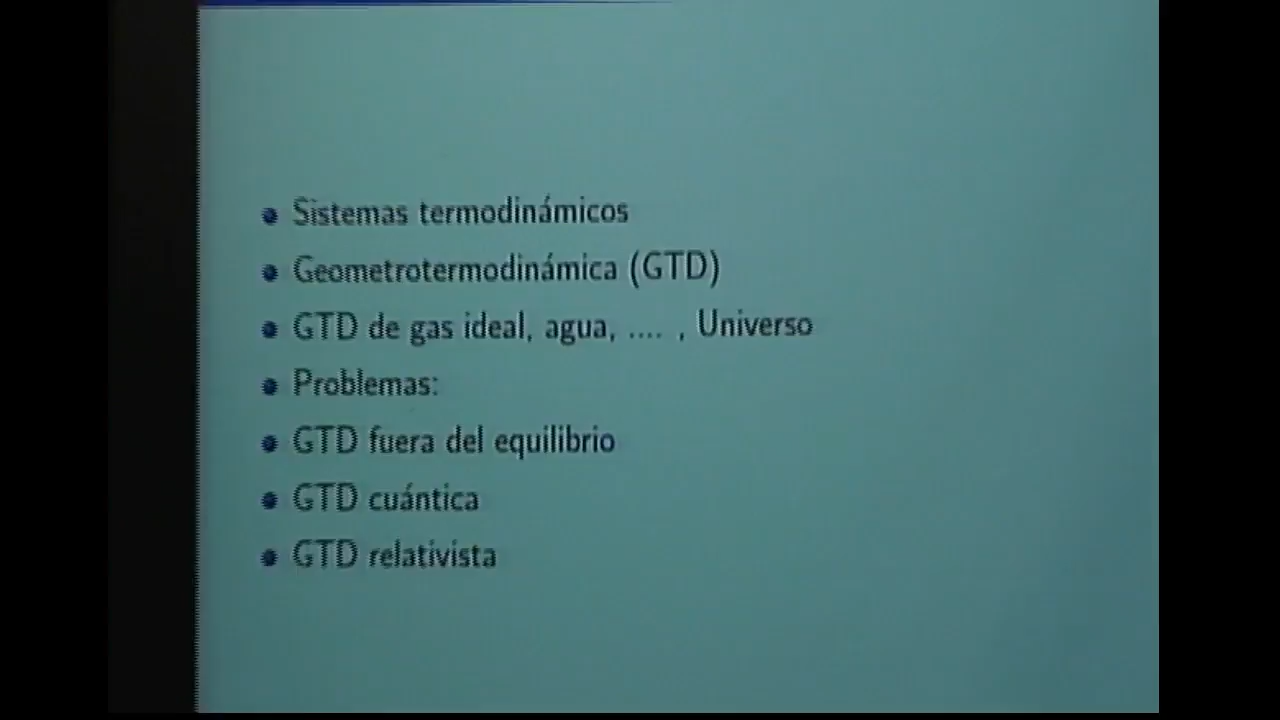 Sistemas termodinámicos
Geometrotermodinámica (GTD)
GTD de gas ideal, agua, .... , Universo
Problemas:
GTD fuera del equilibrio
GTD cuántica
GTD relativista